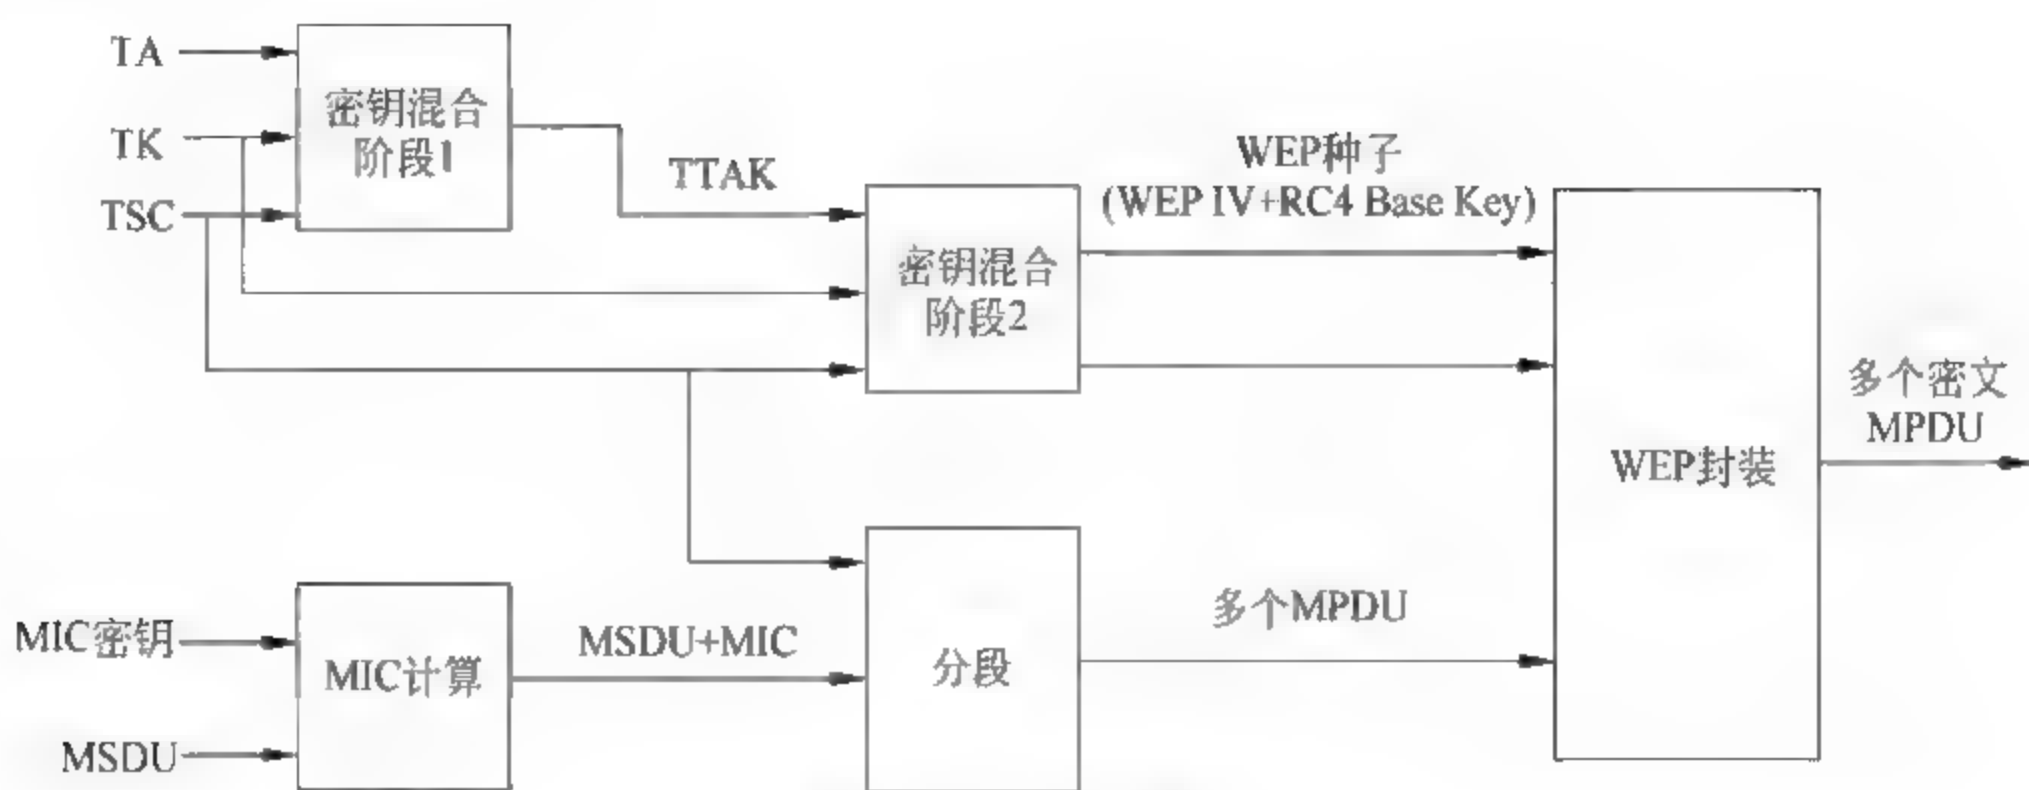 TA
TK
TSC
密钥混合
阶段1
TTAK
密钥混合
阶段2
WEP种子
(WEP IV+RC4 Base Key)
WEP封装
多个密文
MPDU
MIC密钥
MSDU
MIC计算
MSDU+MIC
分段
多个MPDU